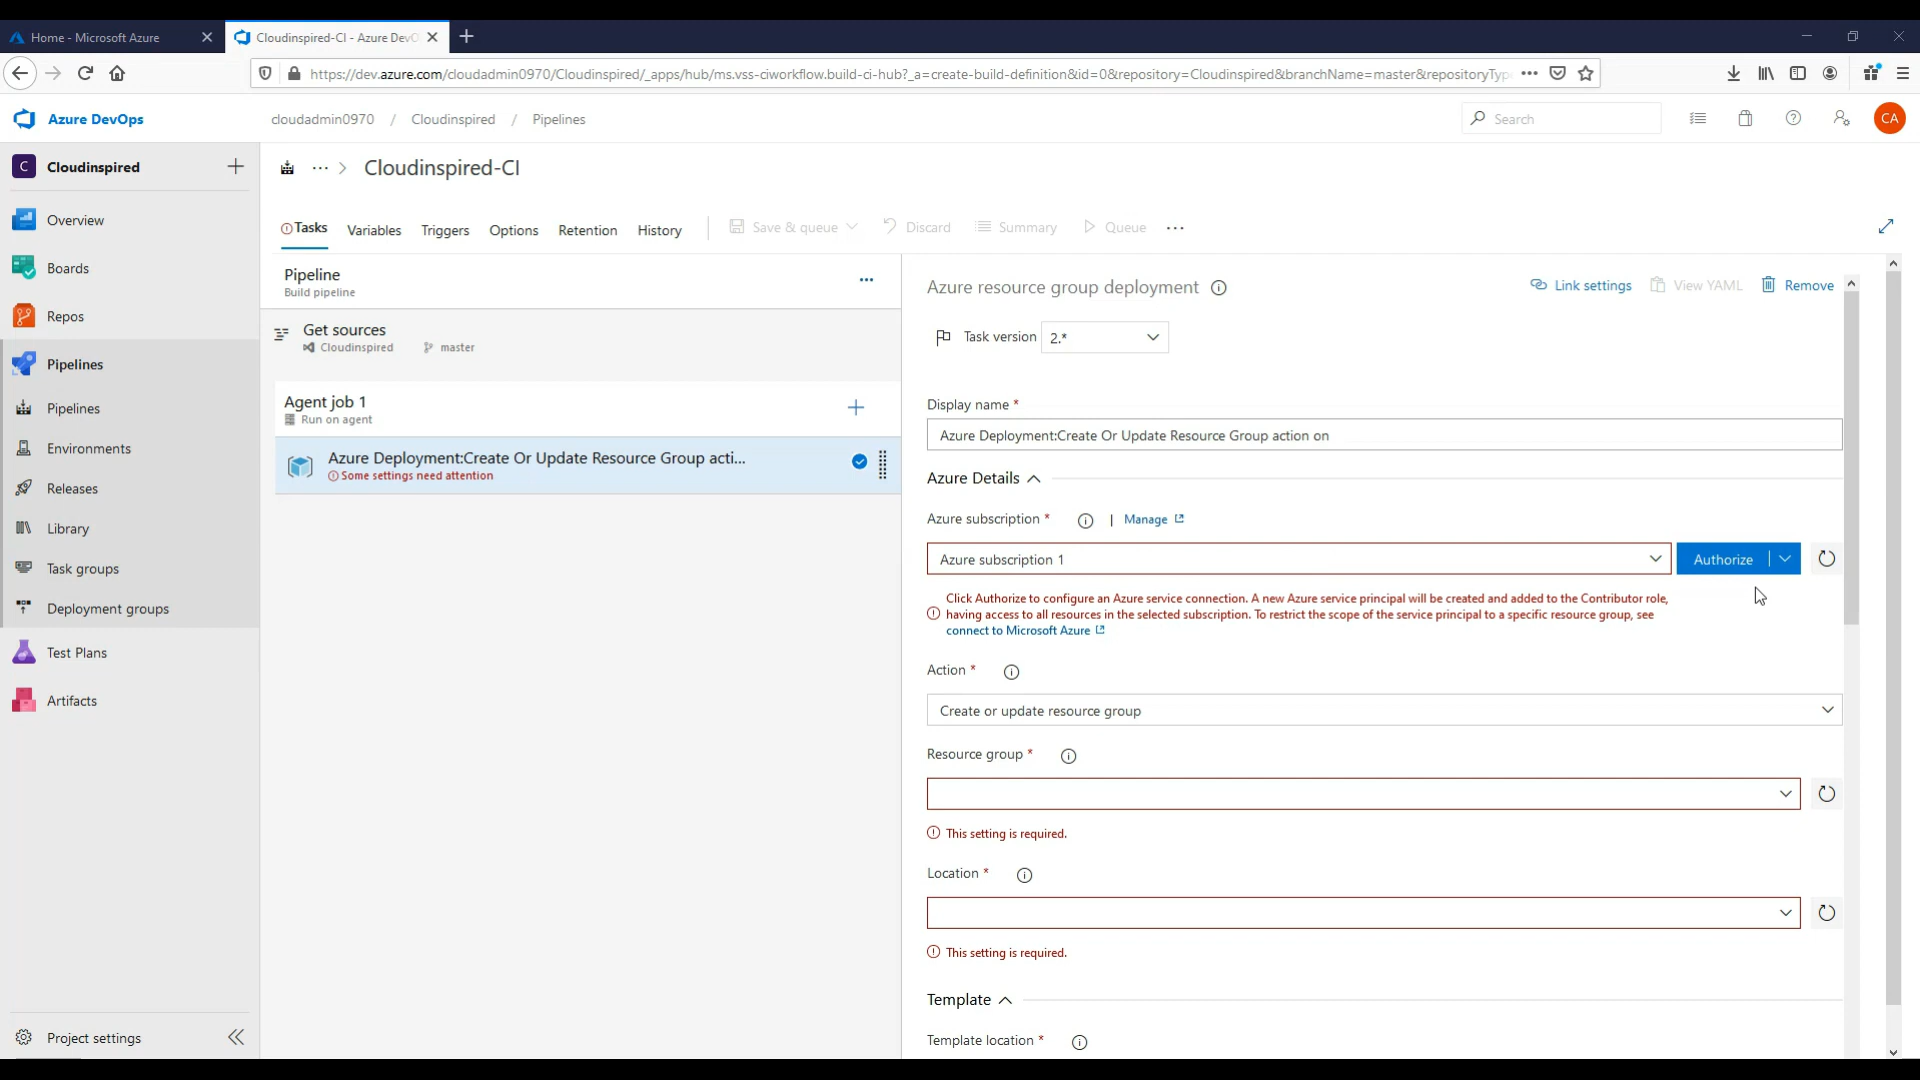 Home - Microsoft Azure
Cloudinspired-CI - Azure DevO
https://dev.azure.com/cloudadmin0970/Cloudinspired/_apps/hub/ms.vss-ciworkflow.build-ci-hub?_a=create-build-definition&id=0&repository=Cloudinspired&branchName=master&repositoryTyp
Azure DevOps
cloudadmin0970 / Cloudinspired / Pipelines
Search
CA
C Cloudinspired
Cloudinspired-CI
Overview
Boards
Repos
Pipelines
Pipelines
Environments
Releases
Library
Task groups
Deployment groups
Test Plans
Artifacts
Project settings
Tasks Variables Triggers Options Retention History
Save & queue Discard Summary Queue
Pipeline
Build pipeline
Get sources
Cloudinspired master
Agent job 1
Run on agent
Azure Deployment:Create Or Update Resource Group acti...
Some settings need attention
Azure resource group deployment
Link settings View YAML Remove
Task version 2.*
Display name *
Azure Deployment:Create Or Update Resource Group action on
Azure Details
Azure subscription * | Manage
Azure subscription 1
Authorize
Click Authorize to configure an Azure service connection. A new Azure service principal will be created and added to the Contributor role,
having access to all resources in the selected subscription. To restrict the scope of the service principal to a specific resource group, see
connect to Microsoft Azure
Action *
Create or update resource group
Resource group *
This setting is required.
Location *
This setting is required.
Template
Template location *